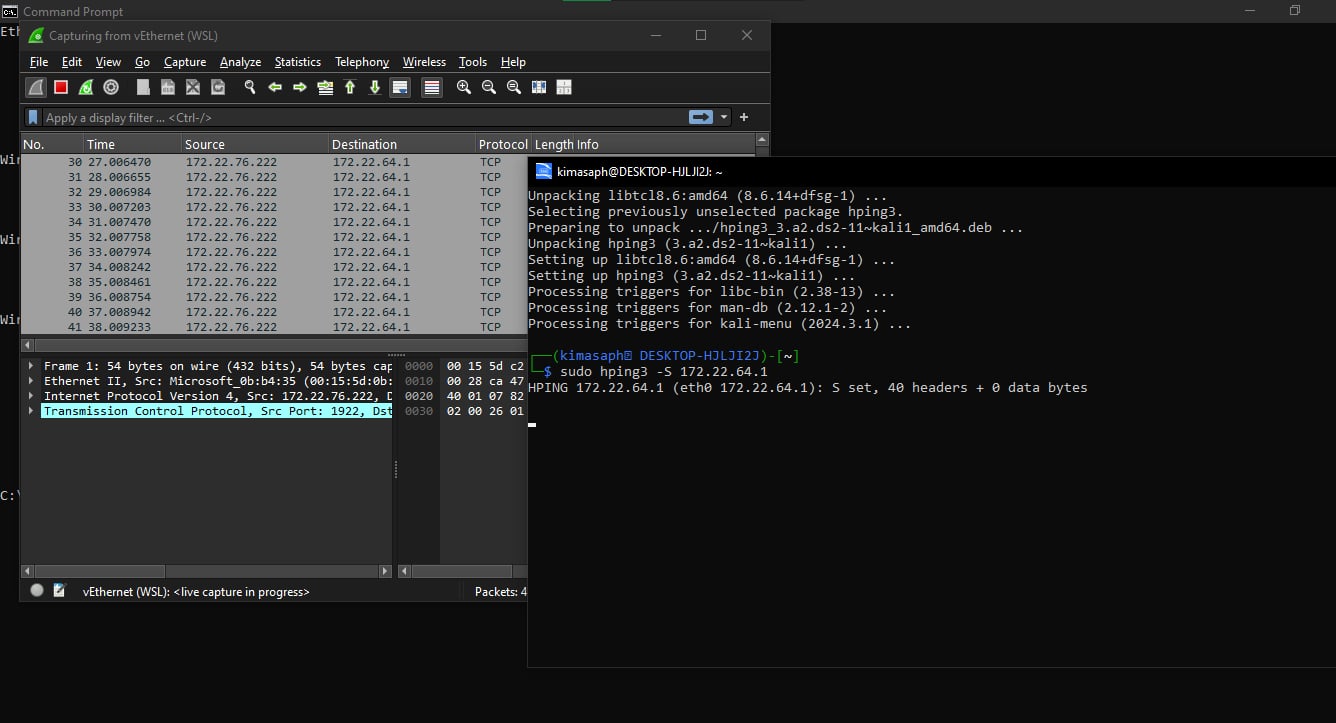 Command Prompt
Capturing from vEthernet (WSL)
File Edit View Go Capture Analyze Statistics Telephony Wireless Tools Help
Apply a display filter ... <Ctrl-/>
No. Time Source Destination Protocol Length Info
30 27.006470 172.22.76.222 172.22.64.1 TCP
31 28.006655 172.22.76.222 172.22.64.1 TCP
32 29.006984 172.22.76.222 172.22.64.1 TCP
33 30.007203 172.22.76.222 172.22.64.1 TCP
34 31.007470 172.22.76.222 172.22.64.1 TCP
35 32.007758 172.22.76.222 172.22.64.1 TCP
36 33.007974 172.22.76.222 172.22.64.1 TCP
37 34.008242 172.22.76.222 172.22.64.1 TCP
38 35.008461 172.22.76.222 172.22.64.1 TCP
39 36.008754 172.22.76.222 172.22.64.1 TCP
40 37.008942 172.22.76.222 172.22.64.1 TCP
41 38.009233 172.22.76.222 172.22.64.1 TCP
Frame 1: 54 bytes on wire (432 bits), 54 bytes cap
Ethernet II, Src: Microsoft_0b:b4:35 (00:15:5d:0b:
Internet Protocol Version 4, Src: 172.22.76.222, D
Transmission Control Protocol, Src Port: 1922, Dst
0000 00 15 5d c2
0010 00 28 ca 47
0020 40 01 07 82
0030 02 00 26 01
vEthernet (WSL): <live capture in progress>
Packets: 4
kimasaph@DESKTOP-HJLJI2J: ~
Unpacking libtcl8.6:amd64 (8.6.14+dfsg-1) ...
Selecting previously unselected package hping3.
Preparing to unpack .../hping3_3.a2.ds2-11~kali1_amd64.deb ...
Unpacking hping3 (3.a2.ds2-11~kali1) ...
Setting up libtcl8.6:amd64 (8.6.14+dfsg-1) ...
Setting up hping3 (3.a2.ds2-11~kali1) ...
Processing triggers for libc-bin (2.38-13) ...
Processing triggers for man-db (2.12.1-2) ...
Processing triggers for kali-menu (2024.3.1) ...
┌──(kimasaph DESKTOP-HJLJI2J)-[~]
└─$ sudo hping3 -S 172.22.64.1
HPING 172.22.64.1 (eth0 172.22.64.1): S set, 40 headers + 0 data bytes
Et
Wir
Wir
Wir
C:\